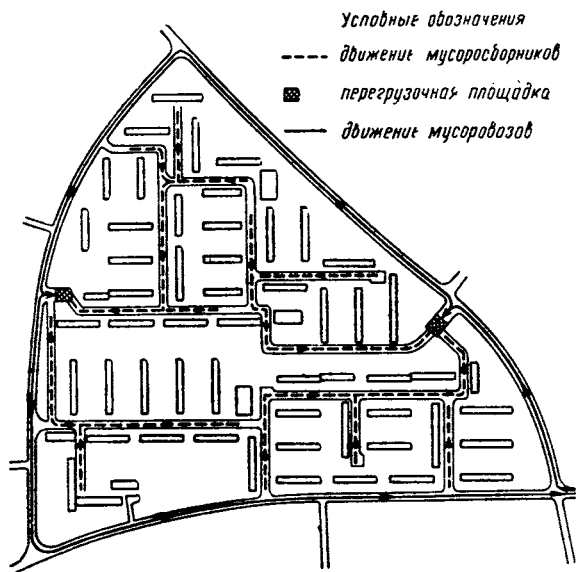 Условные обозначения
движение мусоросборников
перегрузочная площадка
движение мусоровозов